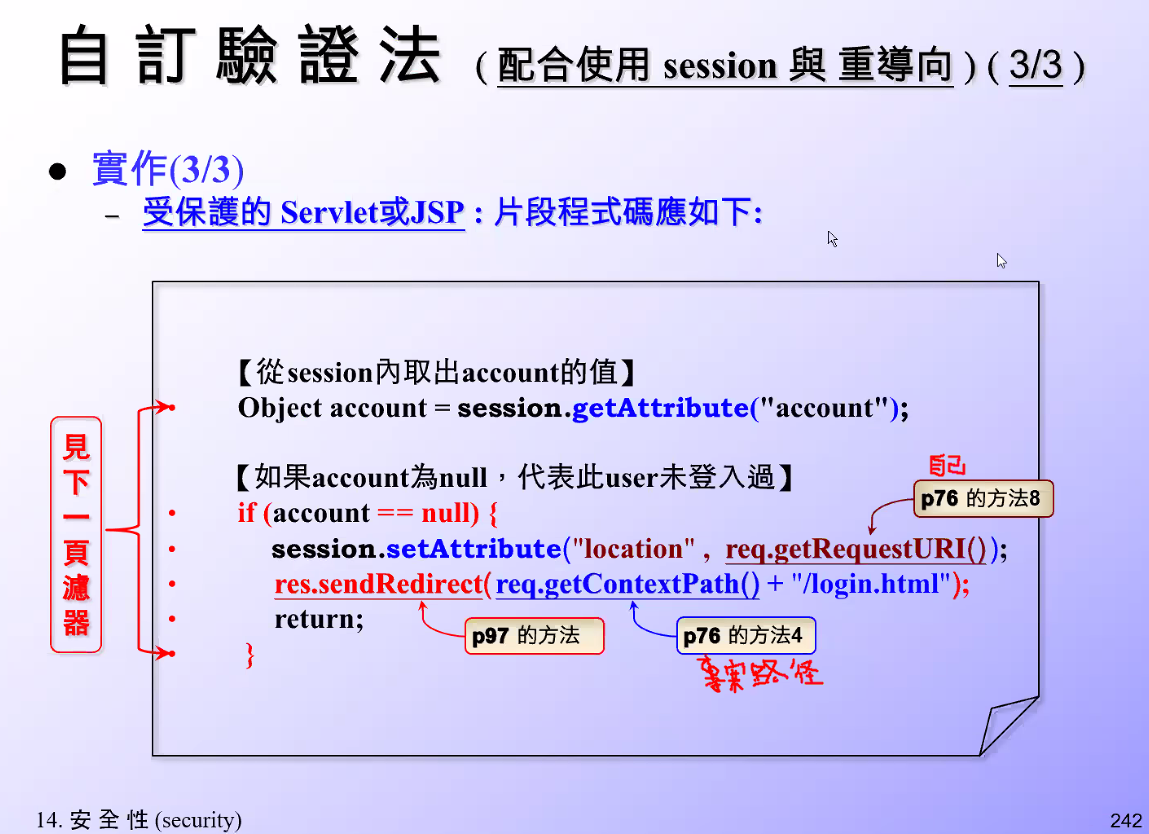 自 訂 驗 證 法 ( 配合使用 session 與 重導向 ) ( 3/3 )
● 實作(3/3)
– 受保護的 Servlet或JSP : 片段程式碼應如下:
【從session內取出account的值】
• Object account = session.getAttribute("account");
【如果account為null，代表此user未登入過】
自己
p76 的方法8
• if (account == null) {
• session.setAttribute("location" , req.getRequestURI() );
• res.sendRedirect( req.getContextPath() + "/login.html");
• return;
p97 的方法
p76 的方法4
• }
專案路徑
見下一頁濾器
14. 安 全 性 (security)
242